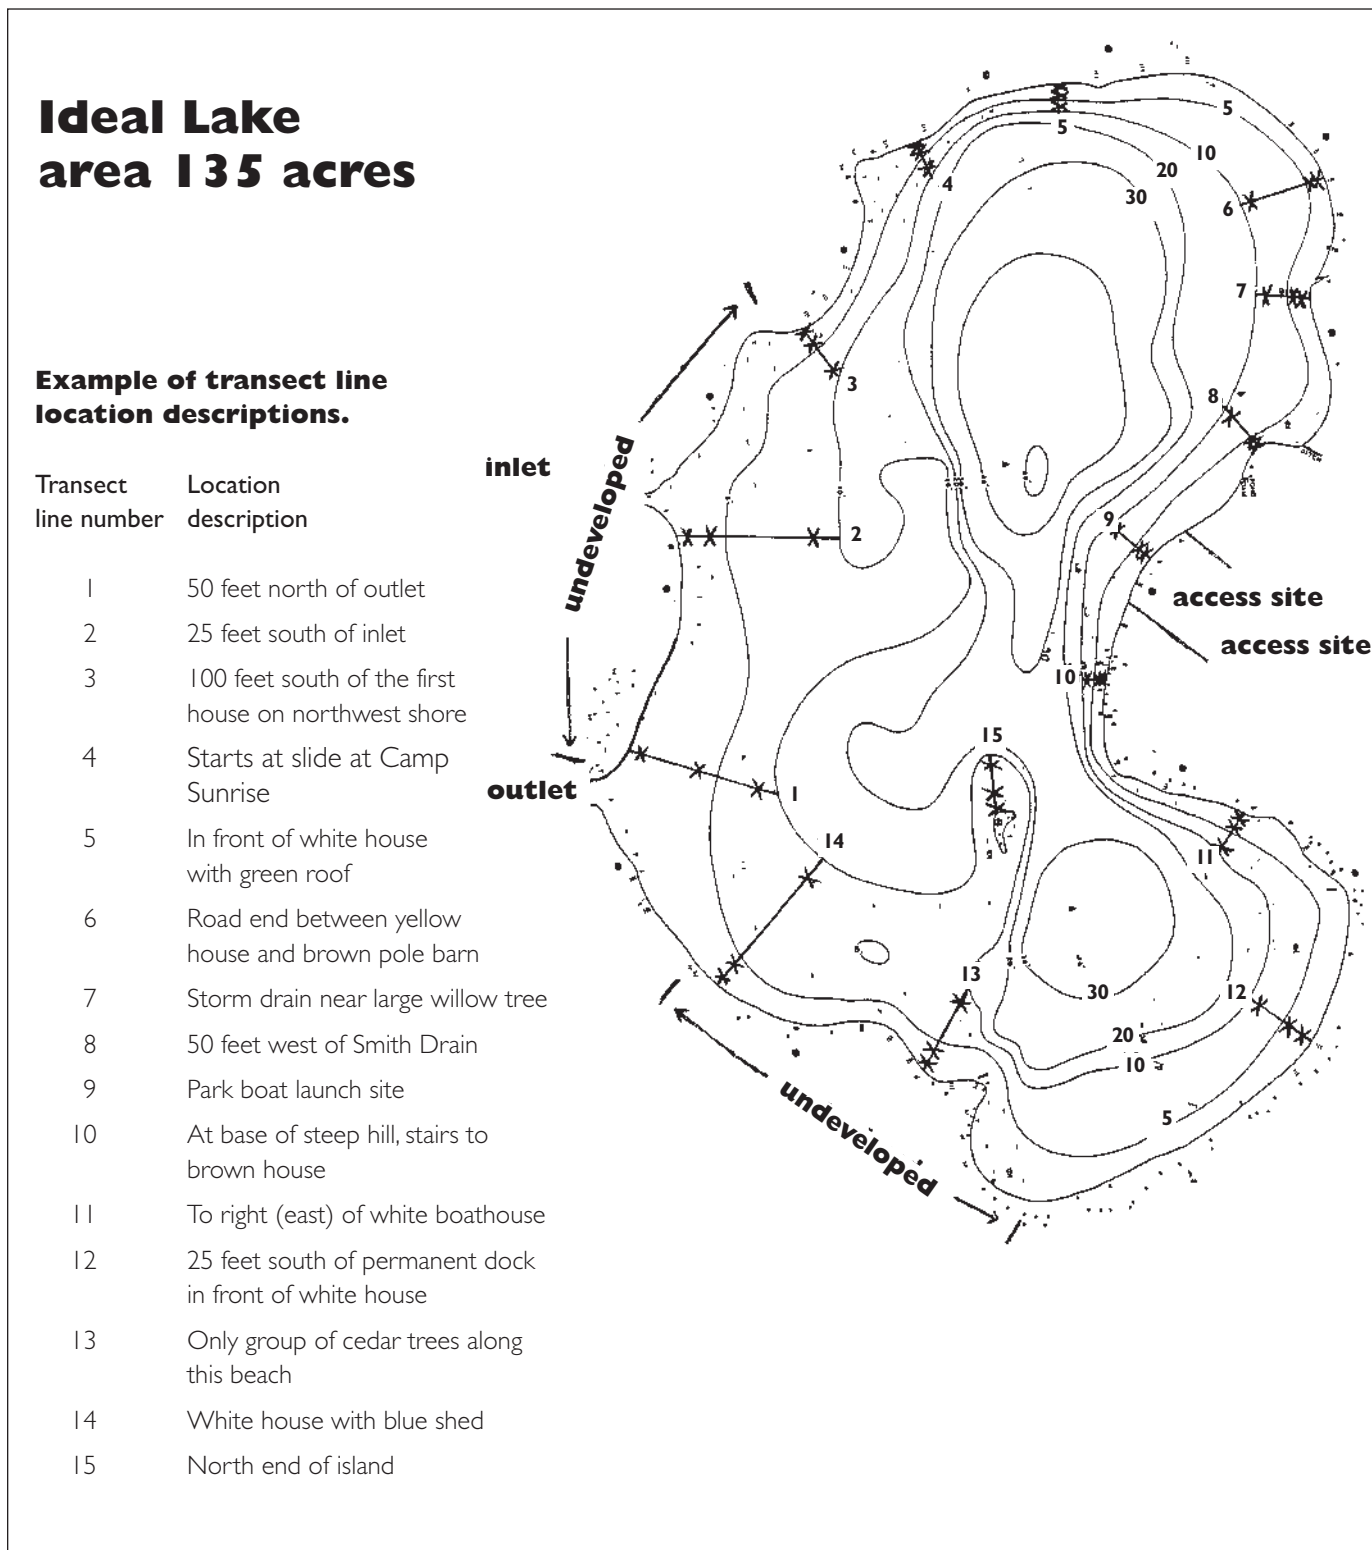 Ideal Lake
area 135 acres
Example of transect line
location descriptions.
Transect
line number
Location
description
1 50 feet north of outlet
2 25 feet south of inlet
3 100 feet south of the first
house on northwest shore
4 Starts at slide at Camp
Sunrise
5 In front of white house
with green roof
6 Road end between yellow
house and brown pole barn
7 Storm drain near large willow tree
8 50 feet west of Smith Drain
9 Park boat launch site
10 At base of steep hill, stairs to
brown house
11 To right (east) of white boathouse
12 25 feet south of permanent dock
in front of white house
13 Only group of cedar trees along
this beach
14 White house with blue shed
15 North end of island
5
5
10
4
20
30
6
7
3
8
inlet
undeveloped
9
2
access site
access site
10
15
outlet
1
14
11
13
30
12
20
10
5
undeveloped